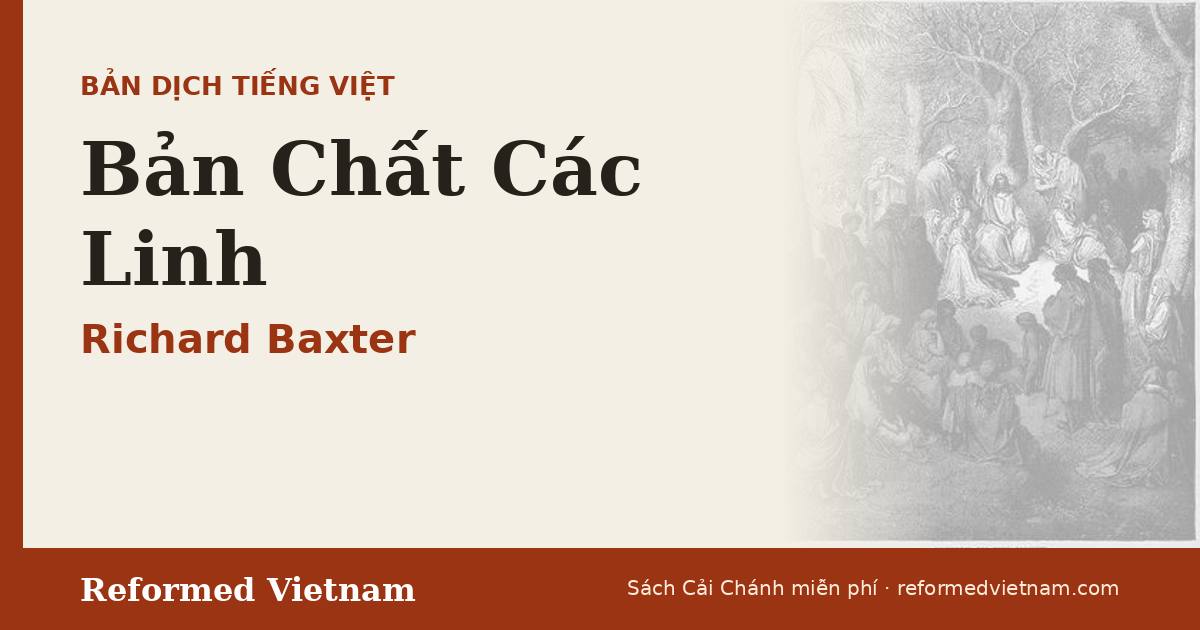 BẢN DỊCH TIẾNG VIỆT
Bản Chất Các
Linh
Richard Baxter
Reformed Vietnam
Sách Cải Chánh miễn phí · reformedvietnam.com